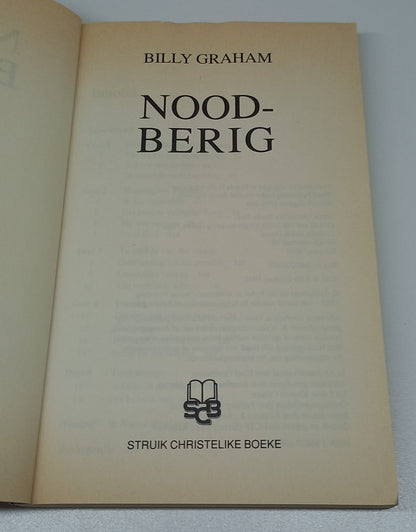 BILLY GRAHAM
NOOD-
BERIG
SCB
STRUIK CHRISTELIKE BOEKE